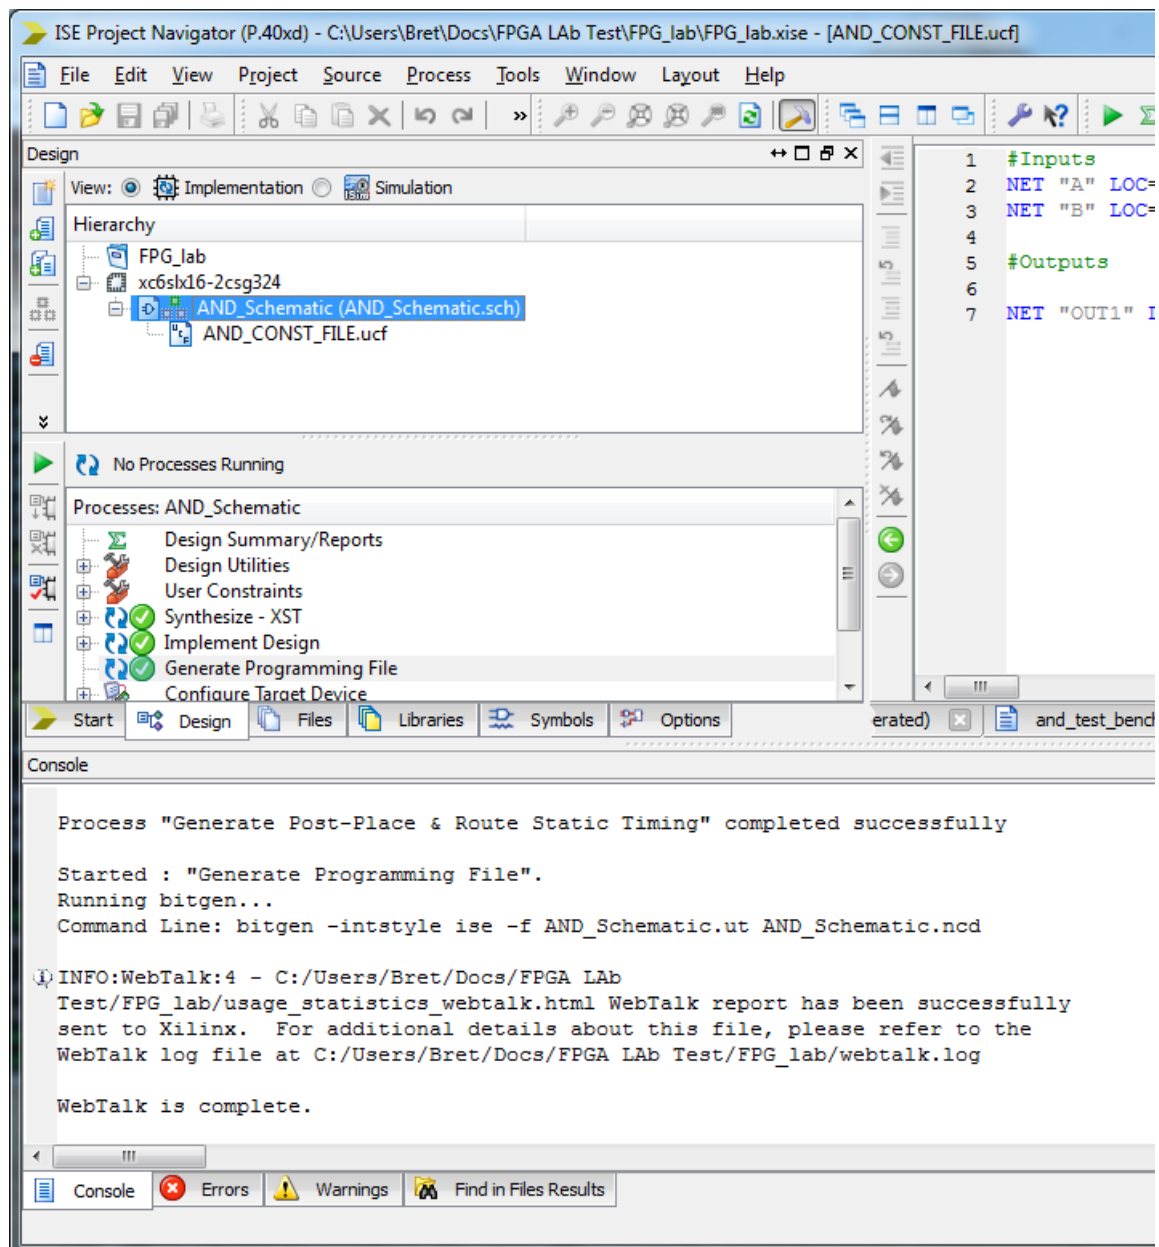 ISE Project Navigator (P.40xd) - C:\Users\Bret\Docs\FPGA LAb Test\FPG_lab\FPG_lab.xise - [AND_CONST_FILE.ucf]
File Edit View Project Source Process Tools Window Layout Help
Design
View: Implementation Simulation
Hierarchy
FPG_lab
xc6slx16-2csg324
AND_Schematic (AND_Schematic.sch)
AND_CONST_FILE.ucf
No Processes Running
Processes: AND_Schematic
Design Summary/Reports
Design Utilities
User Constraints
Synthesize - XST
Implement Design
Generate Programming File
Configure Target Device
Start Design Files Libraries Symbols Options
1 #Inputs
2 NET "A" LOC=
3 NET "B" LOC=
4
5 #Outputs
6
7 NET "OUT1"
erated) and_test_bench
Console
Process "Generate Post-Place & Route Static Timing" completed successfully
Started : "Generate Programming File".
Running bitgen...
Command Line: bitgen -intstyle ise -f AND_Schematic.ut AND_Schematic.ncd
INFO:WebTalk:4 - C:/Users/Bret/Docs/FPGA LAb
Test/FPG_lab/usage_statistics_webtalk.html WebTalk report has been successfully
sent to Xilinx.  For additional details about this file, please refer to the
WebTalk log file at C:/Users/Bret/Docs/FPGA LAb Test/FPG_lab/webtalk.log
WebTalk is complete.
Console Errors Warnings Find in Files Results